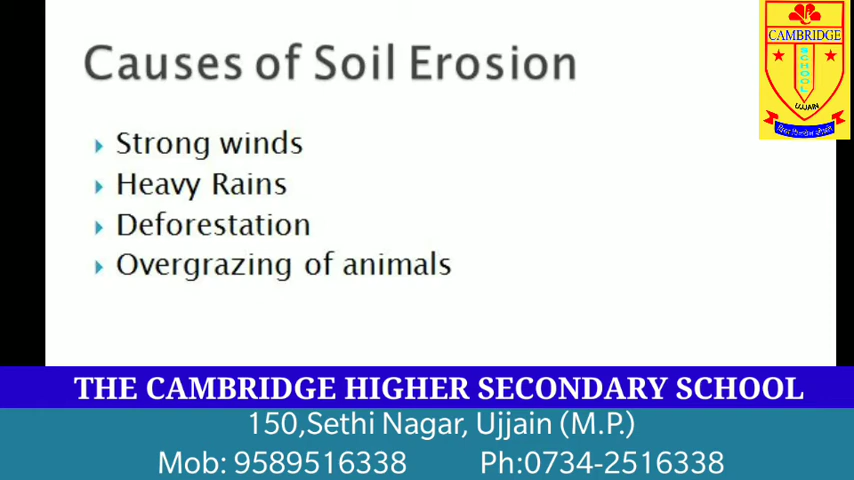 Causes of Soil Erosion
Strong winds
Heavy Rains
Deforestation
Overgrazing of animals
CAMBRIDGE
SCHOOL
UJJAIN
THE CAMBRIDGE HIGHER SECONDARY SCHOOL
150,Sethi Nagar, Ujjain (M.P.)
Mob: 9589516338 Ph:0734-2516338